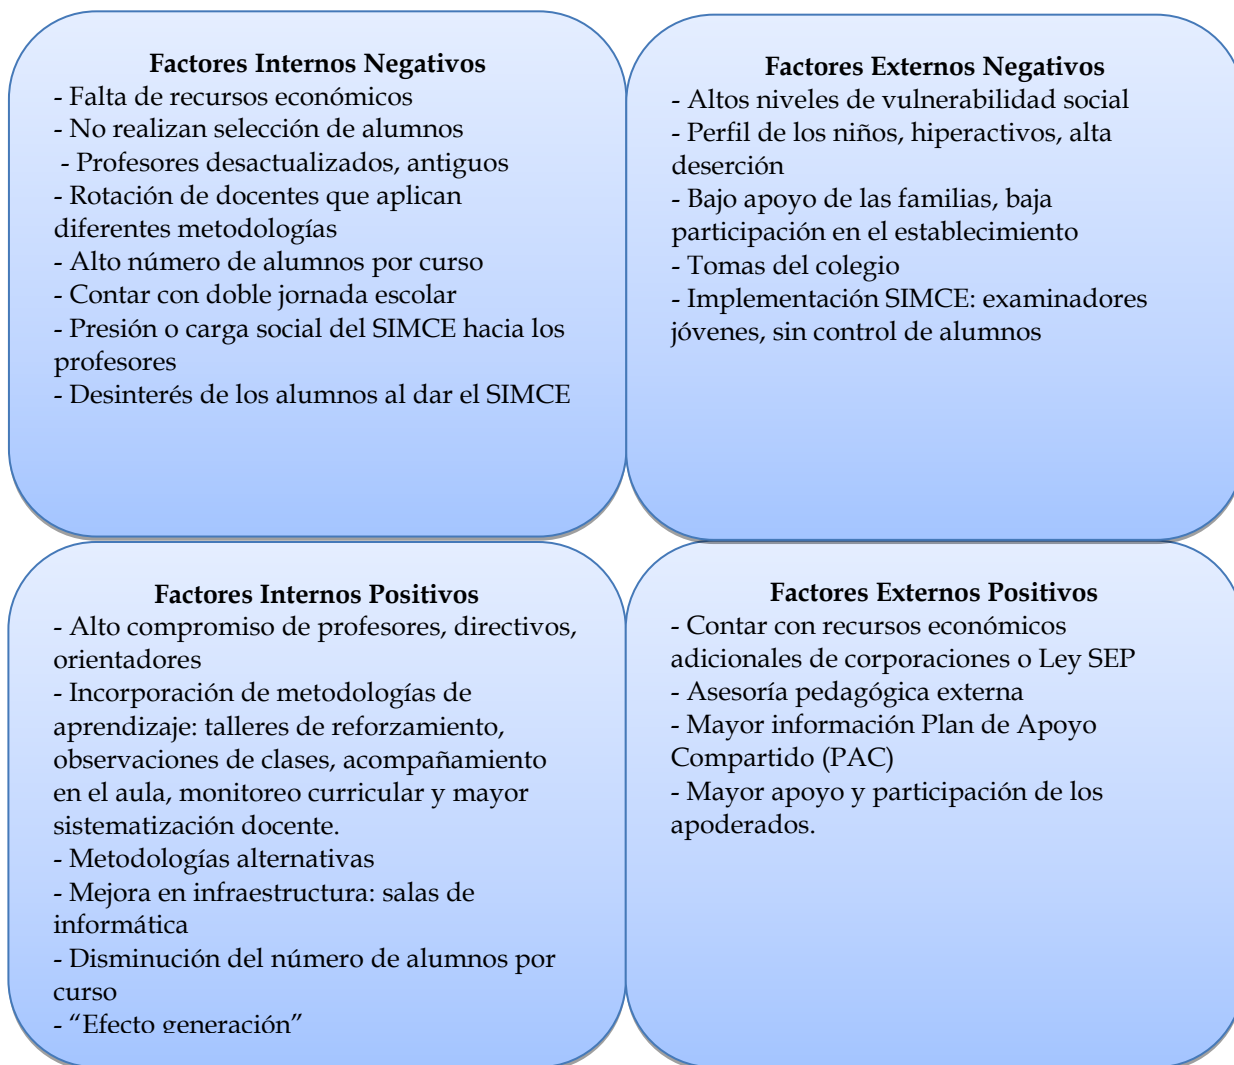 Factores Internos Negativos
- Falta de recursos económicos
- No realizan selección de alumnos
- Profesores desactualizados, antiguos
- Rotación de docentes que aplican
diferentes metodologías
- Alto número de alumnos por curso
- Contar con doble jornada escolar
- Presión o carga social del SIMCE hacia los
profesores
- Desinterés de los alumnos al dar el SIMCE
Factores Externos Negativos
- Altos niveles de vulnerabilidad social
- Perfil de los niños, hiperactivos, alta
deserción
- Bajo apoyo de las familias, baja
participación en el establecimiento
- Tomas del colegio
- Implementación SIMCE: examinadores
jóvenes, sin control de alumnos
Factores Internos Positivos
- Alto compromiso de profesores, directivos,
orientadores
- Incorporación de metodologías de
aprendizaje: talleres de reforzamiento,
observaciones de clases, acompañamiento
en el aula, monitoreo curricular y mayor
sistematización docente.
- Metodologías alternativas
- Mejora en infraestructura: salas de
informática
- Disminución del número de alumnos por
curso
- “Efecto generación”
Factores Externos Positivos
- Contar con recursos económicos
adicionales de corporaciones o Ley SEP
- Asesoría pedagógica externa
- Mayor información Plan de Apoyo
Compartido (PAC)
- Mayor apoyo y participación de los
apoderados.